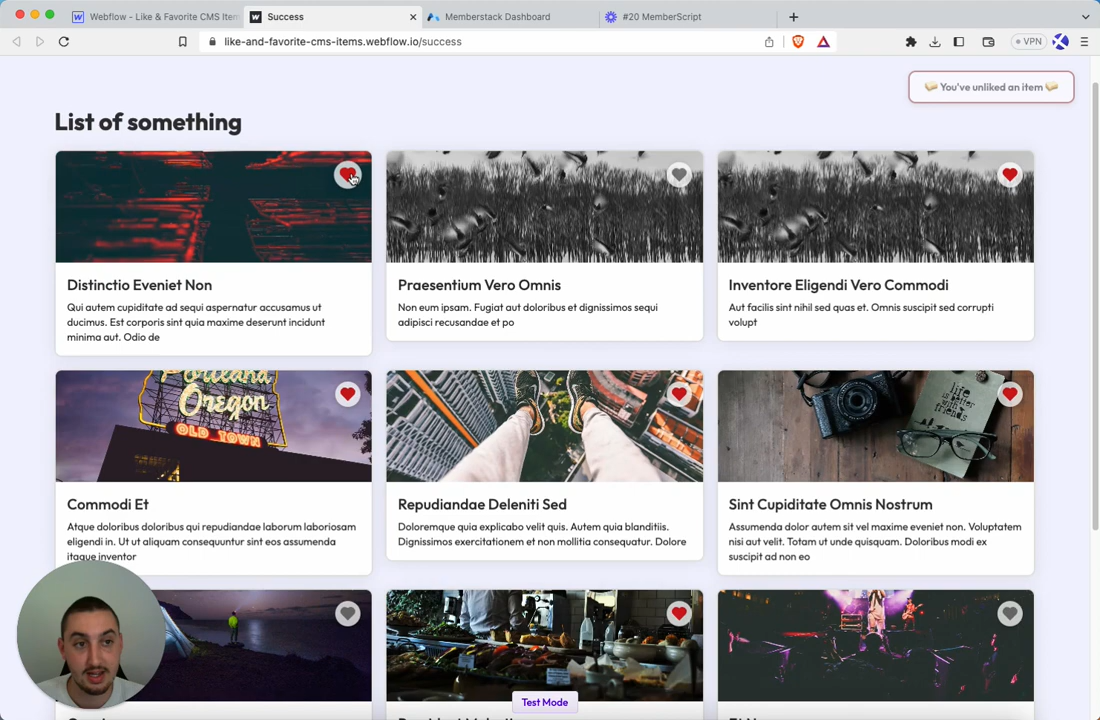 Webflow - Like & Favorite CMS Iten
Success
Memberstack Dashboard
#20 MemberScript
like-and-favorite-cms-items.webflow.io/success
VPN
You've unliked an item
List of something
Distinctio Eveniet Non
Qui autem cupiditate ad sequi aspernatur accusamus ut
ducimus. Est corporis sint quia maxime deserunt incidunt
minima aut. Odio de
Praesentium Vero Omnis
Non eum ipsam. Fugiat aut doloribus et dignissimos sequi
adipisci recusandae et po
Inventore Eligendi Vero Commodi
Aut facilis sint nihil sed quas et. Omnis suscipit sed corrupti
volupt
Portland
Oregon
OLD TOWN
life
is better
with
friends
Commodi Et
Atque doloribus doloribus qui repudiandae laborum laboriosam
eligendi in. Ut ut aliquam consequuntur sint eos assumenda
itaque inventor
Repudiandae Deleniti Sed
Doloremque quia explicabo velit quis. Autem quia blanditiis.
Dignissimos exercitationem et non mollitia consequatur. Dolore
Sint Cupiditate Omnis Nostrum
Assumenda dolor autem sit vel maxime eveniet non. Voluptatem
nisi aut velit. Totam ut unde quisquam. Doloribus modi ex
suscipit ad non eo
Test Mode